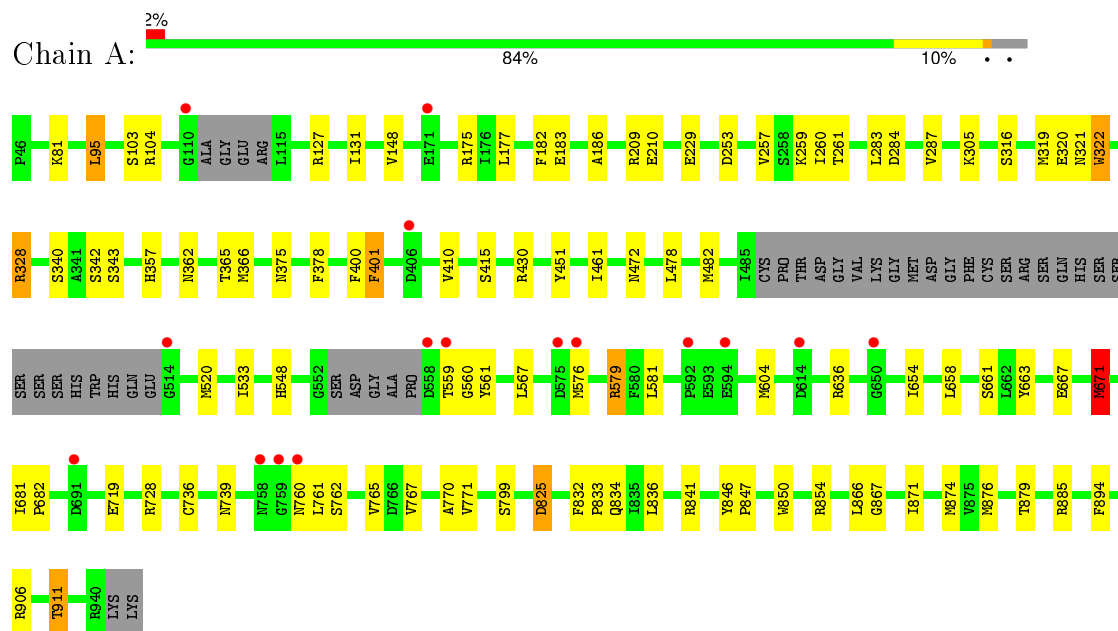 2%
Chain A:
84% 10% • •
P46 K81 L95 S103 R104 G110 ALA GLY GLU ARG L115 R127 I131 V148 E171 R175 I176 L177 F182 E183 A186 R209 E210 E229 D253 V257 S258 K259 I260 T261 L283 D284 V287 K305 S316 M319 E320 N321 W322
R328 S340 A341 S342 S343 H357 N362 T365 M366 N375 F378 F400 F401 D406 V410 S415 R430 Y451 I461 N472 L478 M482 I485 CYS PRO THR ASP GLY VAL LYS GLY MET ASP GLY PHE CYS SER ARG SER GLN HIS SER SER
SER SER SER HIS TRP HIS GLN GLU G514 M520 I533 H548 G552 SER ASP GLY ALA PRO D558 T559 G560 Y561 L567 D575 M576 R579 F580 L581 P592 E593 E594 M604 D614 R636 G650 I654 L658 S661 L662 Y663 E667 M671
I681 P682 D691 E719 R728 C736 N739 N758 G759 N760 L761 S762 V765 D766 V767 A770 V771 S799 D825 F832 P833 Q834 I835 L836 R841 Y846 P847 W850 R854 L866 G867 I871 M874 V875 M876 T879 R885 F894
R906 T911 R940 LYS LYS